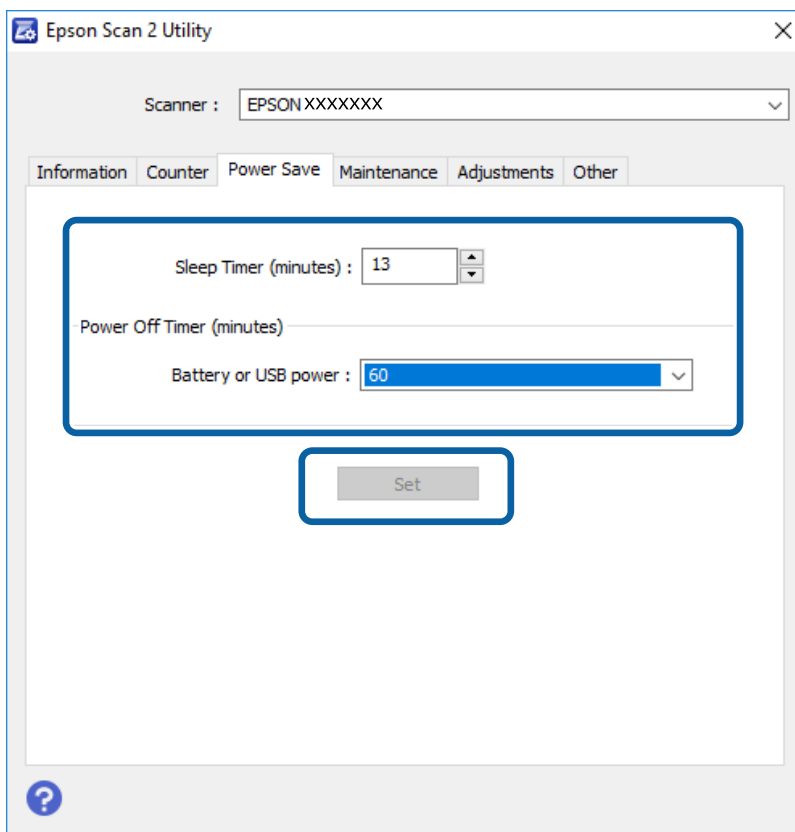 Epson Scan 2 Utility
Scanner : EPSON XXXXXXX
Information Counter Power Save Maintenance Adjustments Other
Sleep Timer (minutes) : 13
Power Off Timer (minutes)
Battery or USB power : 60
Set
?